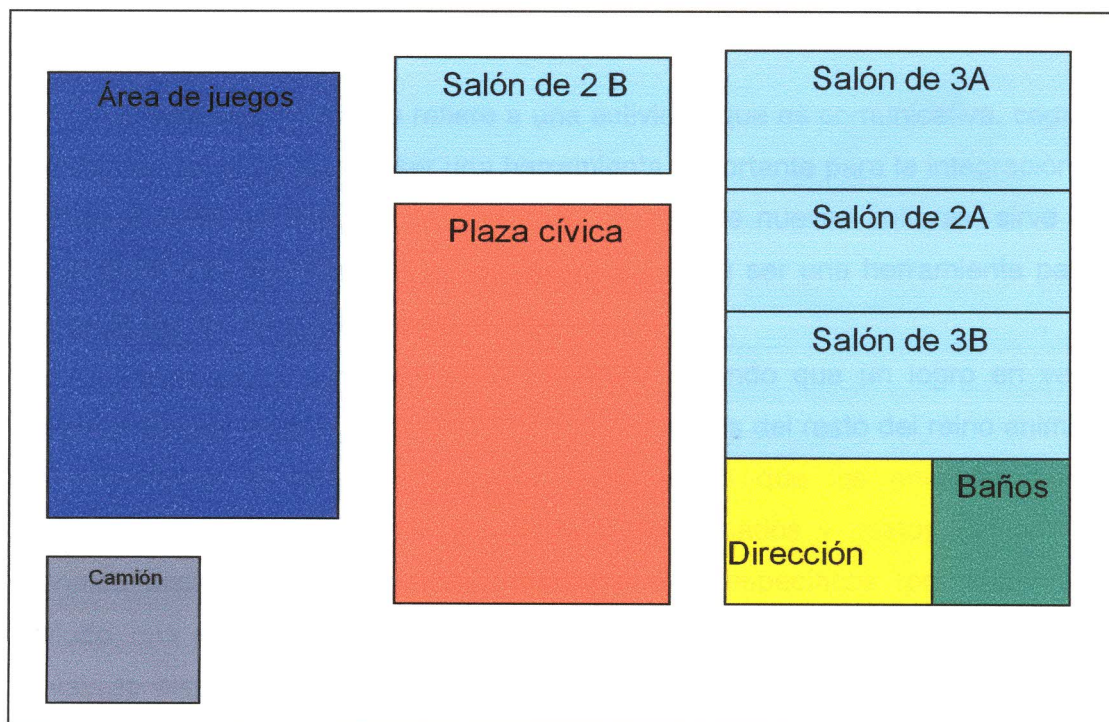 Área de juegos
Salón de 2 B
Plaza cívica
Salón de 3A
Salón de 2A
Salón de 3B
Dirección
Baños
Camión